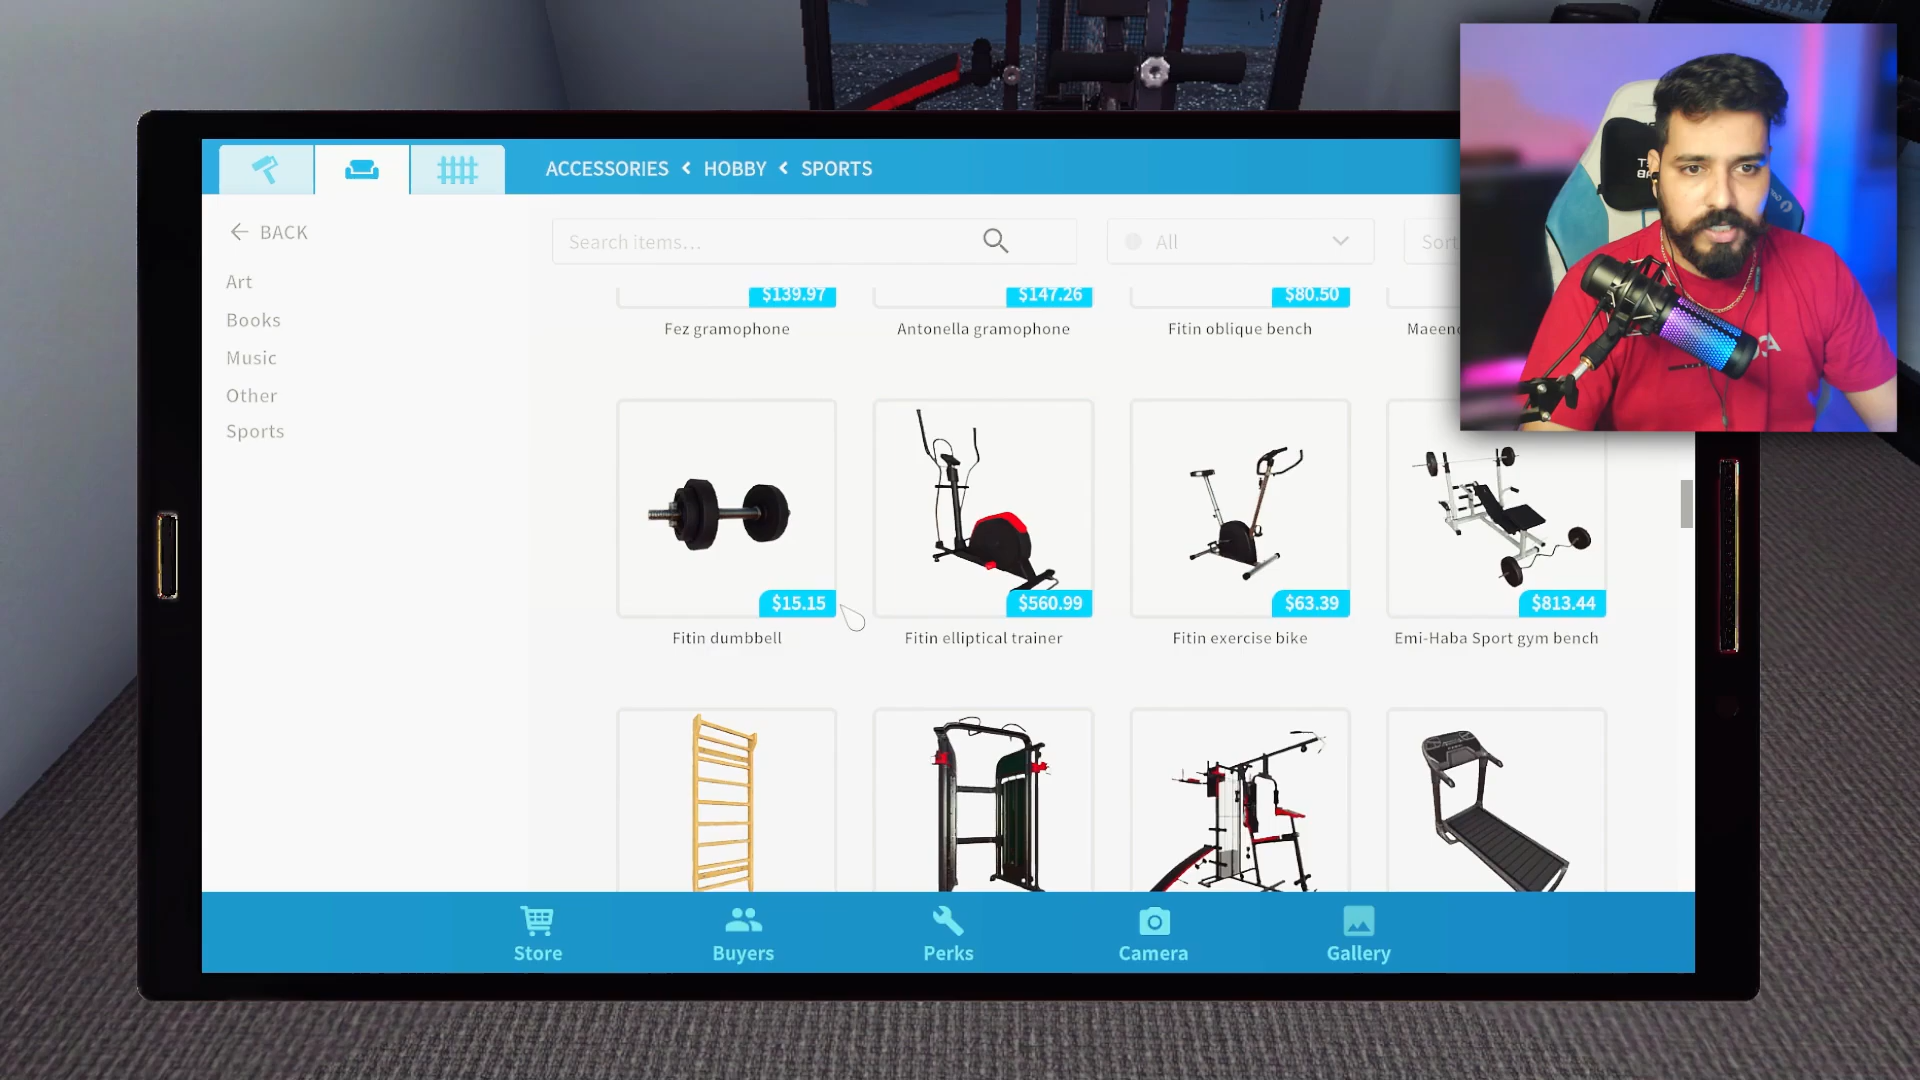 ACCESSORIES < HOBBY < SPORTS
BACK
Search items...
All
Sort
Art
Books
Music
Other
Sports
$139.97
$147.26
$80.50
Fez gramophone
Antonella gramophone
Fitin oblique bench
$15.15
$560.99
$63.39
$813.44
Fitin dumbbell
Fitin elliptical trainer
Fitin exercise bike
Emi-Haba Sport gym bench
Store
Buyers
Perks
Camera
Gallery